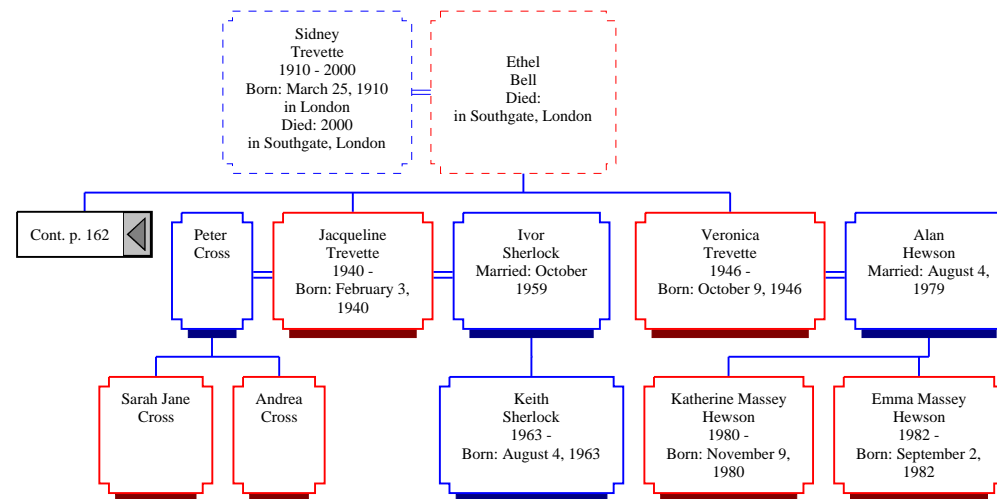 Sidney
Trevette
1910 - 2000
Born: March 25, 1910
in London
Died: 2000
in Southgate, London
Ethel
Bell
Died:
in Southgate, London
Cont. p. 162
Peter
Cross
Jacqueline
Trevette
1940 -
Born: February 3,
1940
Ivor
Sherlock
Married: October
1959
Veronica
Trevette
1946 -
Born: October 9, 1946
Alan
Hewson
Married: August 4,
1979
Sarah Jane
Cross
Andrea
Cross
Keith
Sherlock
1963 -
Born: August 4, 1963
Katherine Massey
Hewson
1980 -
Born: November 9,
1980
Emma Massey
Hewson
1982 -
Born: September 2,
1982